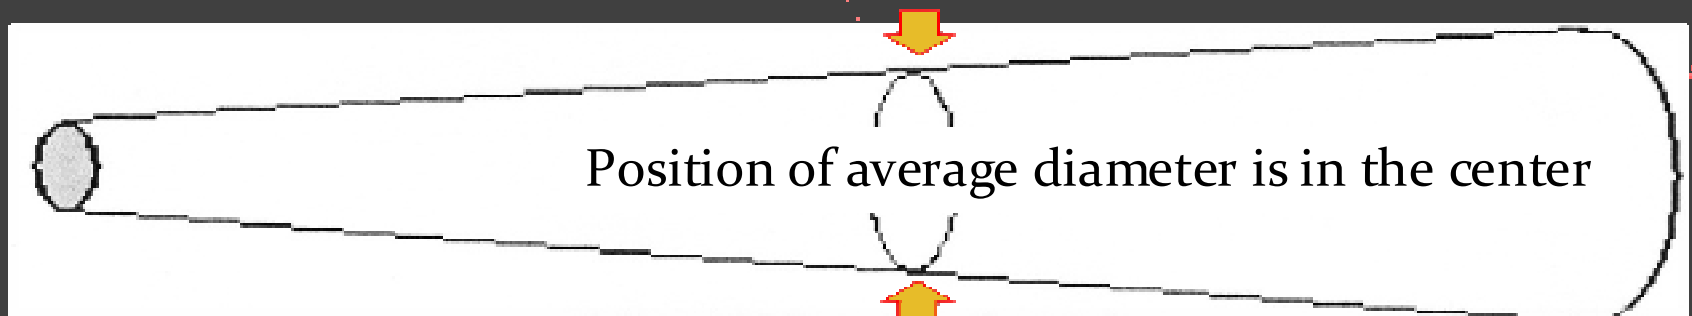 Position of average diameter is in the center